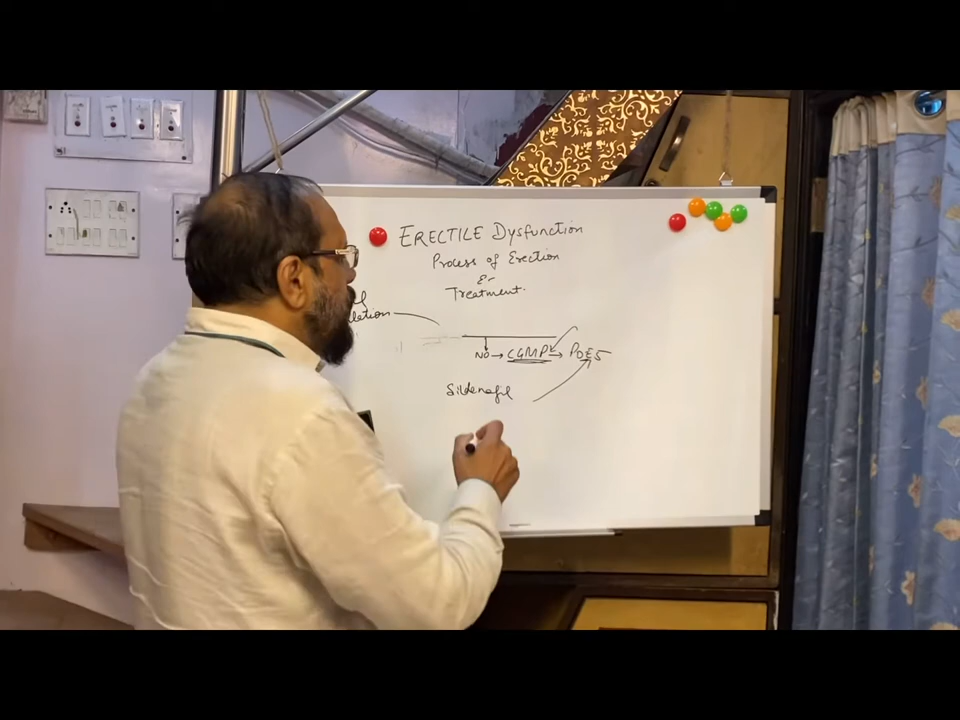 ERECTILE Dysfunction
Process of Erection
&
Treatment.
NO → CGMP → PDE5
Sildenafil